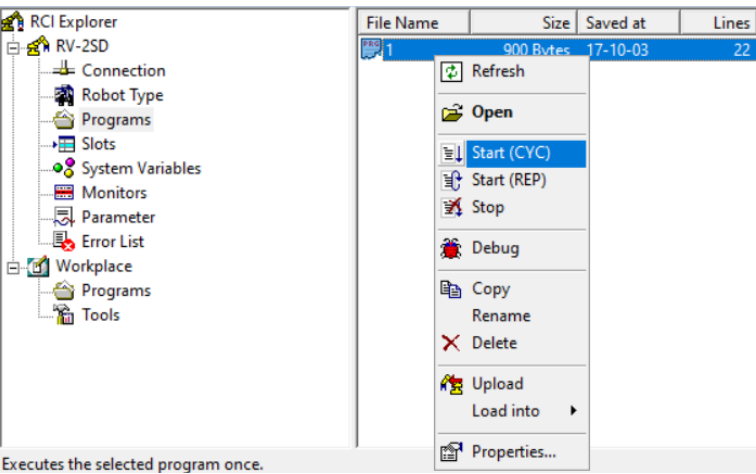 RCI Explorer
RV-2SD
Connection
Robot Type
Programs
Slots
System Variables
Monitors
Parameter
Error List
Workplace
Programs
Tools
File Name Size Saved at Lines
1 900 Bytes 17-10-03 22
Refresh
Open
Start (CYC)
Start (REP)
Stop
Debug
Copy
Rename
Delete
Upload
Load into
Properties...
Executes the selected program once.